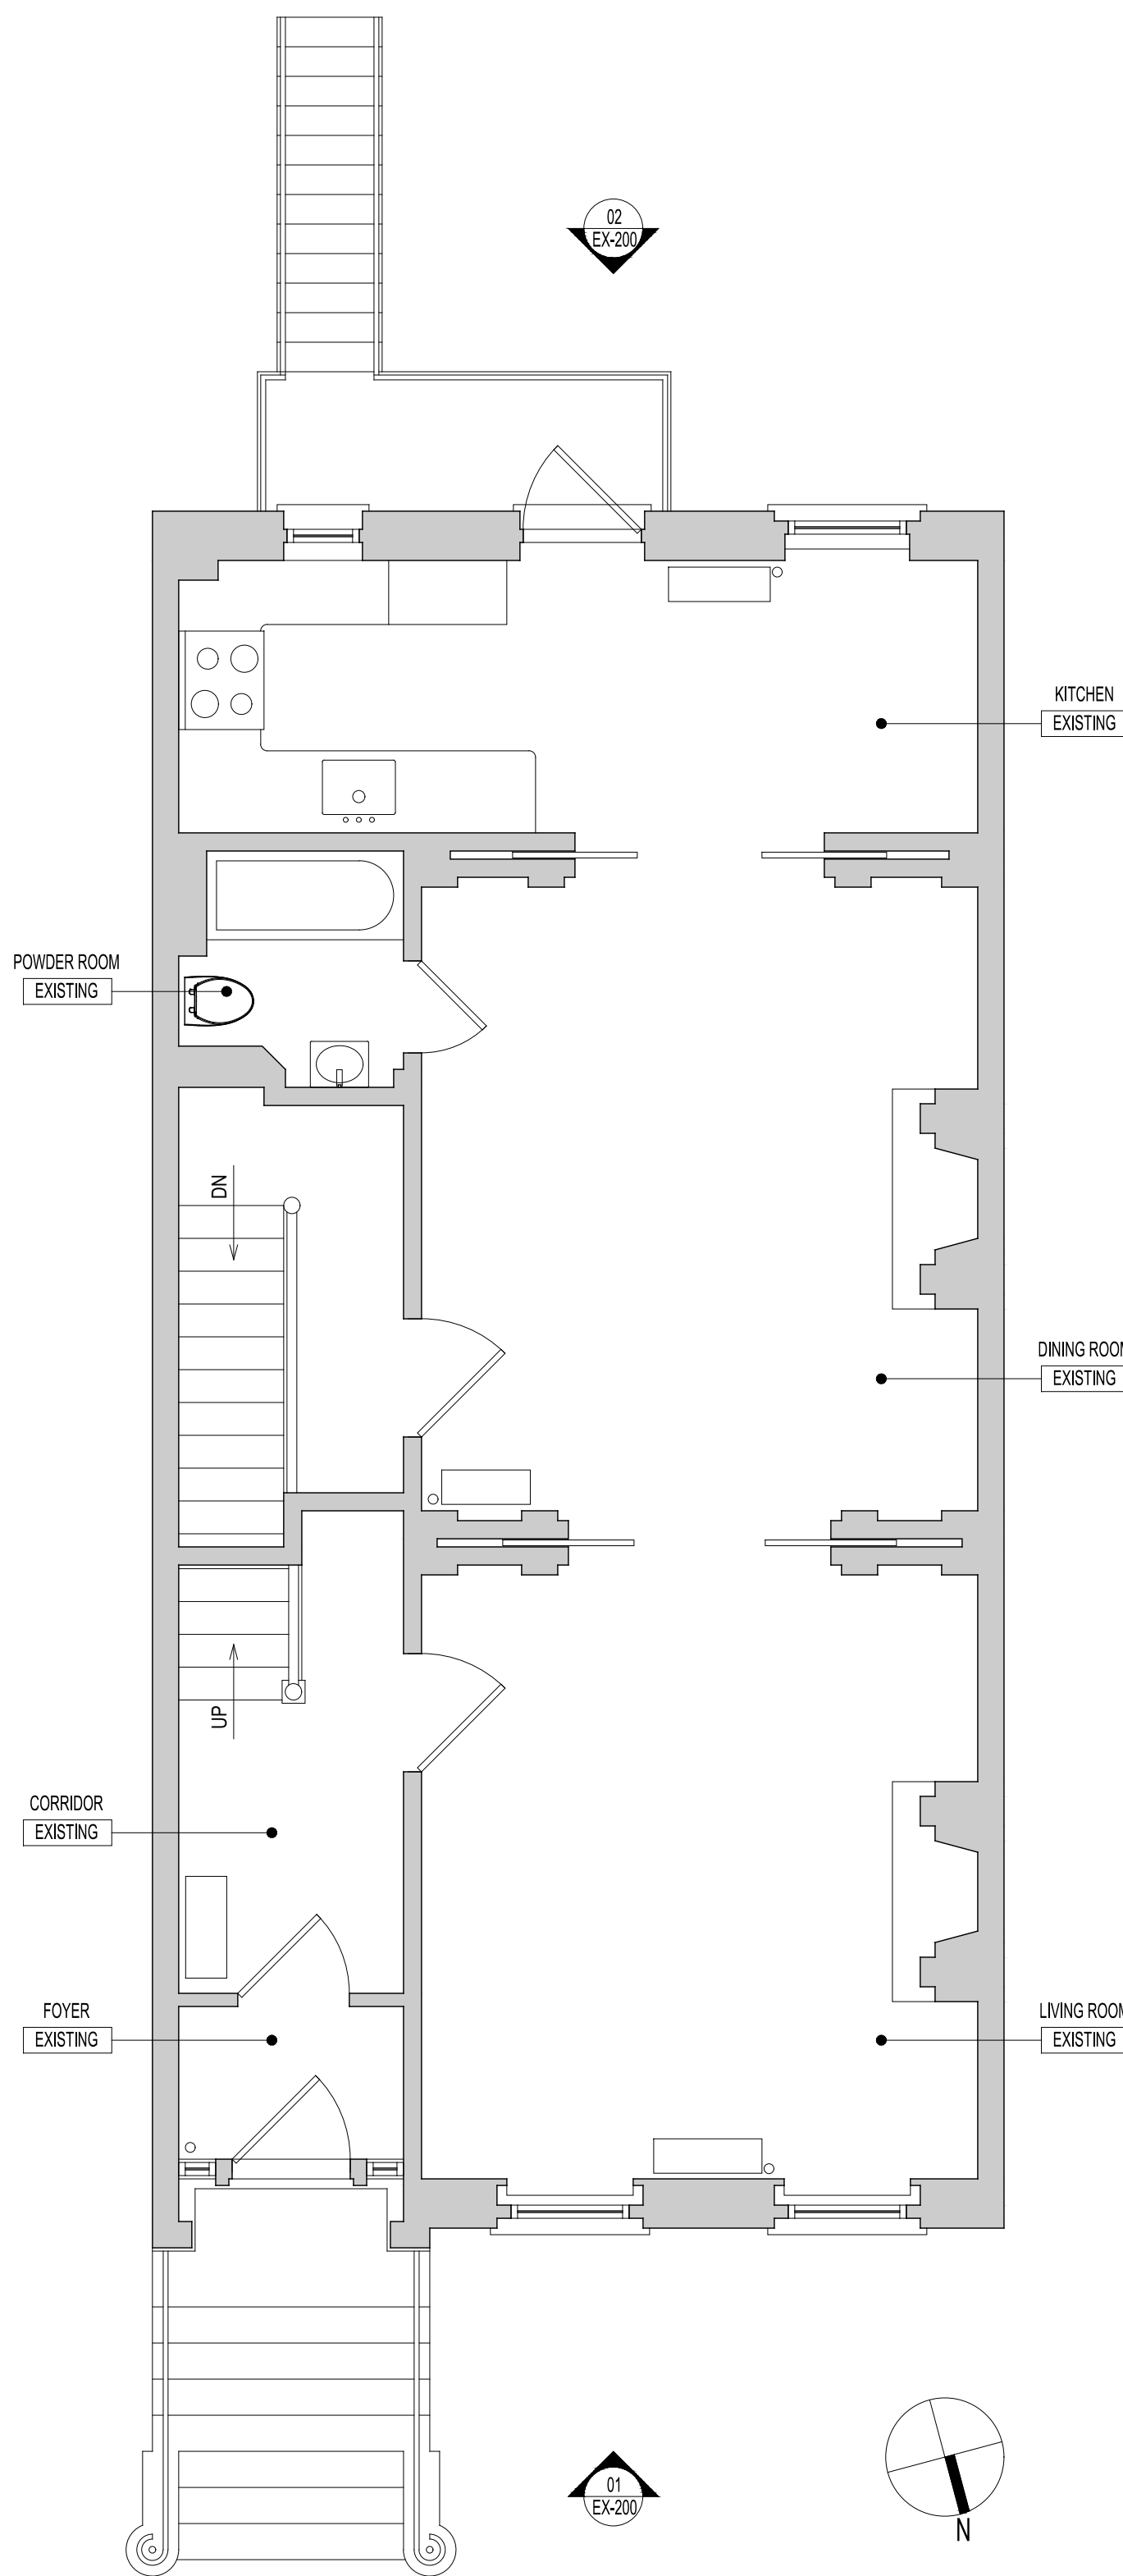 02
EX-200
KITCHEN
EXISTING
POWDER ROOM
EXISTING
DN
DINING ROOM
EXISTING
UP
CORRIDOR
EXISTING
FOYER
EXISTING
LIVING ROOM
EXISTING
01
EX-200
N